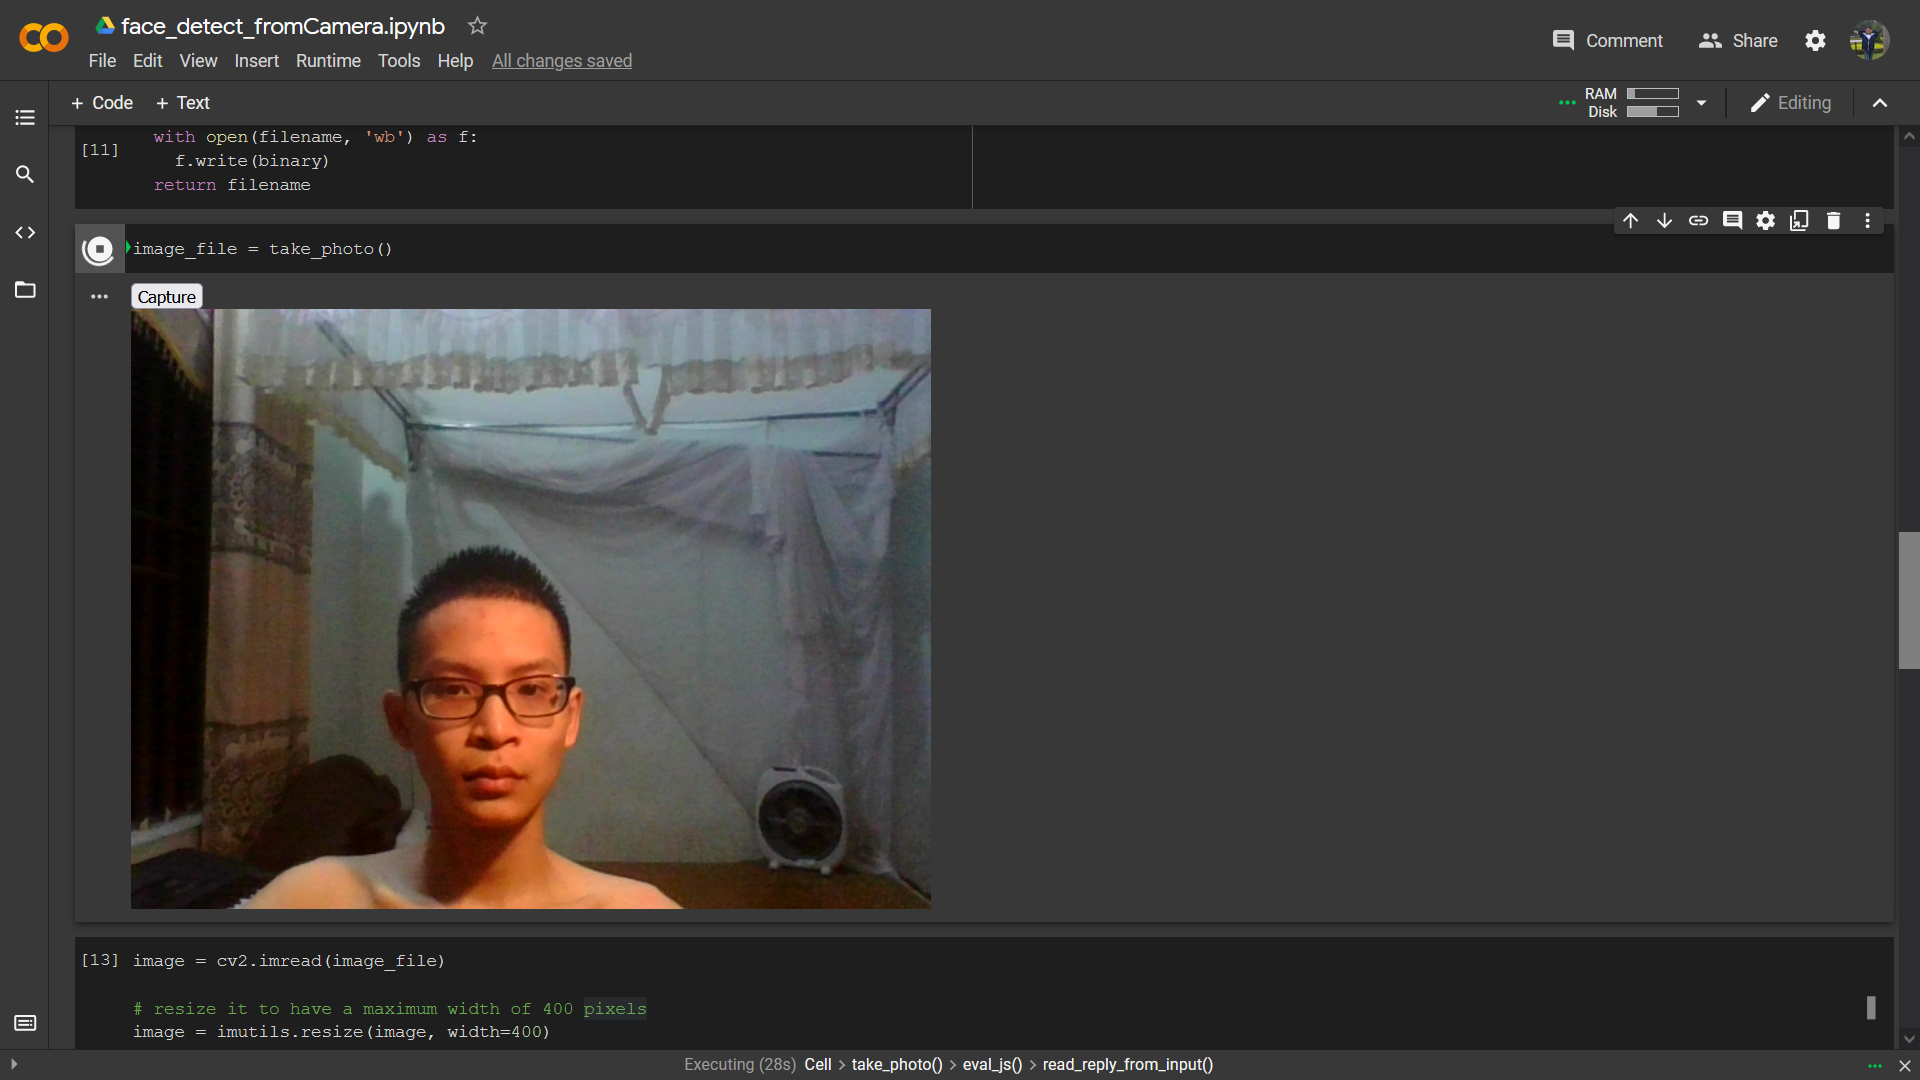 face_detect_fromCamera.ipynb
Comment Share
File Edit View Insert Runtime Tools Help All changes saved
+ Code + Text
RAM
Disk
Editing
[11]
with open(filename, 'wb') as f:
f.write(binary)
return filename
image_file = take_photo()
Capture
[13] image = cv2.imread(image_file)
# resize it to have a maximum width of 400 pixels
image = imutils.resize(image, width=400)
Executing (28s) Cell > take_photo() > eval_js() > read_reply_from_input()